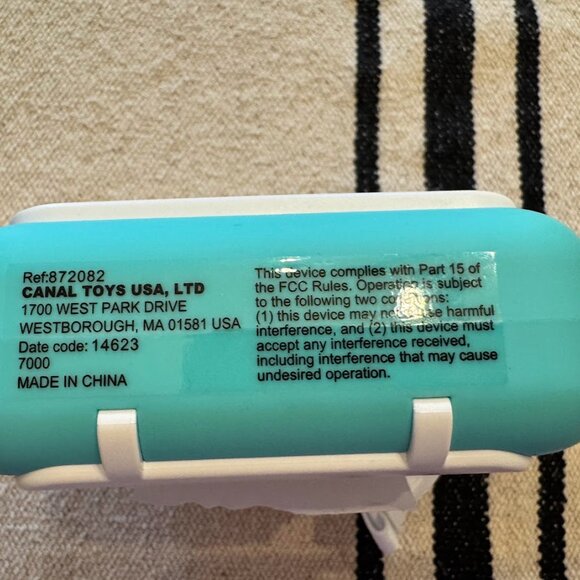 Ref:872082
CANAL TOYS USA, LTD
1700 WEST PARK DRIVE
WESTBOROUGH, MA 01581 USA
Date code: 14623
7000
MADE IN CHINA
This device complies with Part 15 of
the FCC Rules. Operation is subject
to the following two conditions:
(1) this device may not cause harmful
interference, and (2) this device must
accept any interference received,
including interference that may cause
undesired operation.